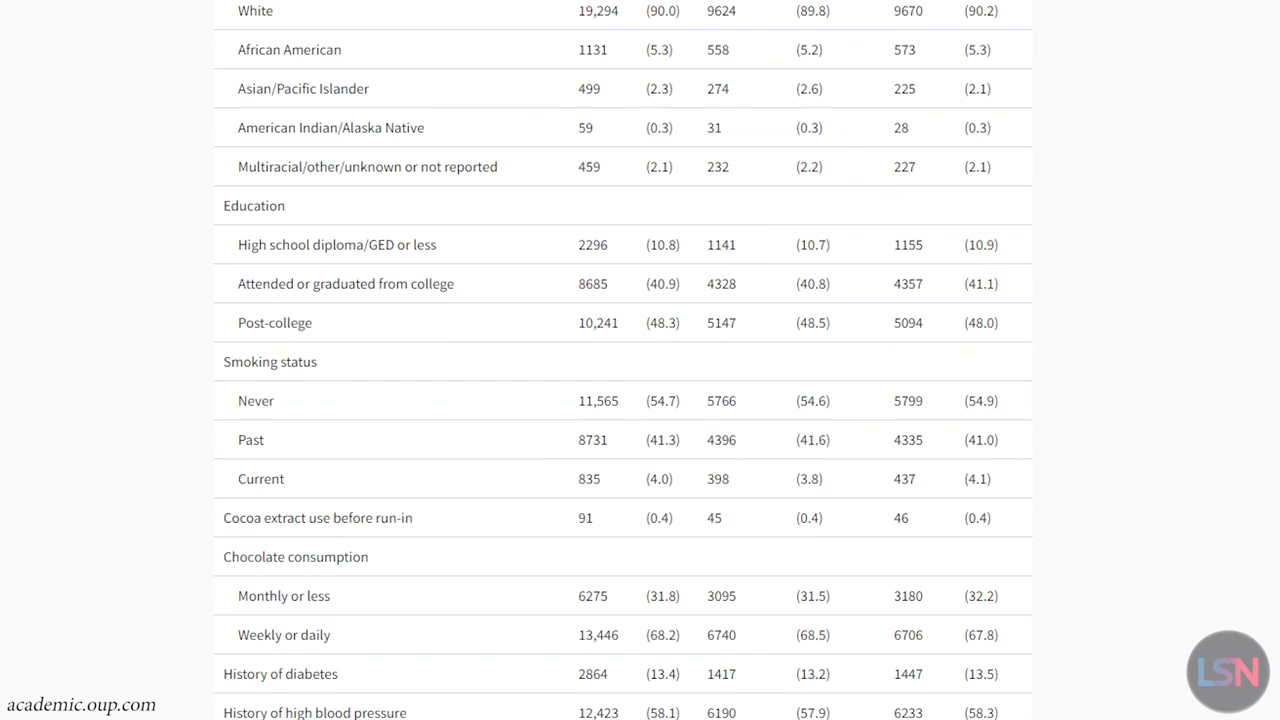 White 19,294 (90.0) 9624 (89.8) 9670 (90.2)
African American 1131 (5.3) 558 (5.2) 573 (5.3)
Asian/Pacific Islander 499 (2.3) 274 (2.6) 225 (2.1)
American Indian/Alaska Native 59 (0.3) 31 (0.3) 28 (0.3)
Multiracial/other/unknown or not reported 459 (2.1) 232 (2.2) 227 (2.1)
Education
High school diploma/GED or less 2296 (10.8) 1141 (10.7) 1155 (10.9)
Attended or graduated from college 8685 (40.9) 4328 (40.8) 4357 (41.1)
Post-college 10,241 (48.3) 5147 (48.5) 5094 (48.0)
Smoking status
Never 11,565 (54.7) 5766 (54.6) 5799 (54.9)
Past 8731 (41.3) 4396 (41.6) 4335 (41.0)
Current 835 (4.0) 398 (3.8) 437 (4.1)
Cocoa extract use before run-in 91 (0.4) 45 (0.4) 46 (0.4)
Chocolate consumption
Monthly or less 6275 (31.8) 3095 (31.5) 3180 (32.2)
Weekly or daily 13,446 (68.2) 6740 (68.5) 6706 (67.8)
History of diabetes 2864 (13.4) 1417 (13.2) 1447 (13.5)
History of high blood pressure 12,423 (58.1) 6190 (57.9) 6233 (58.3)
academic.oup.com
LSN